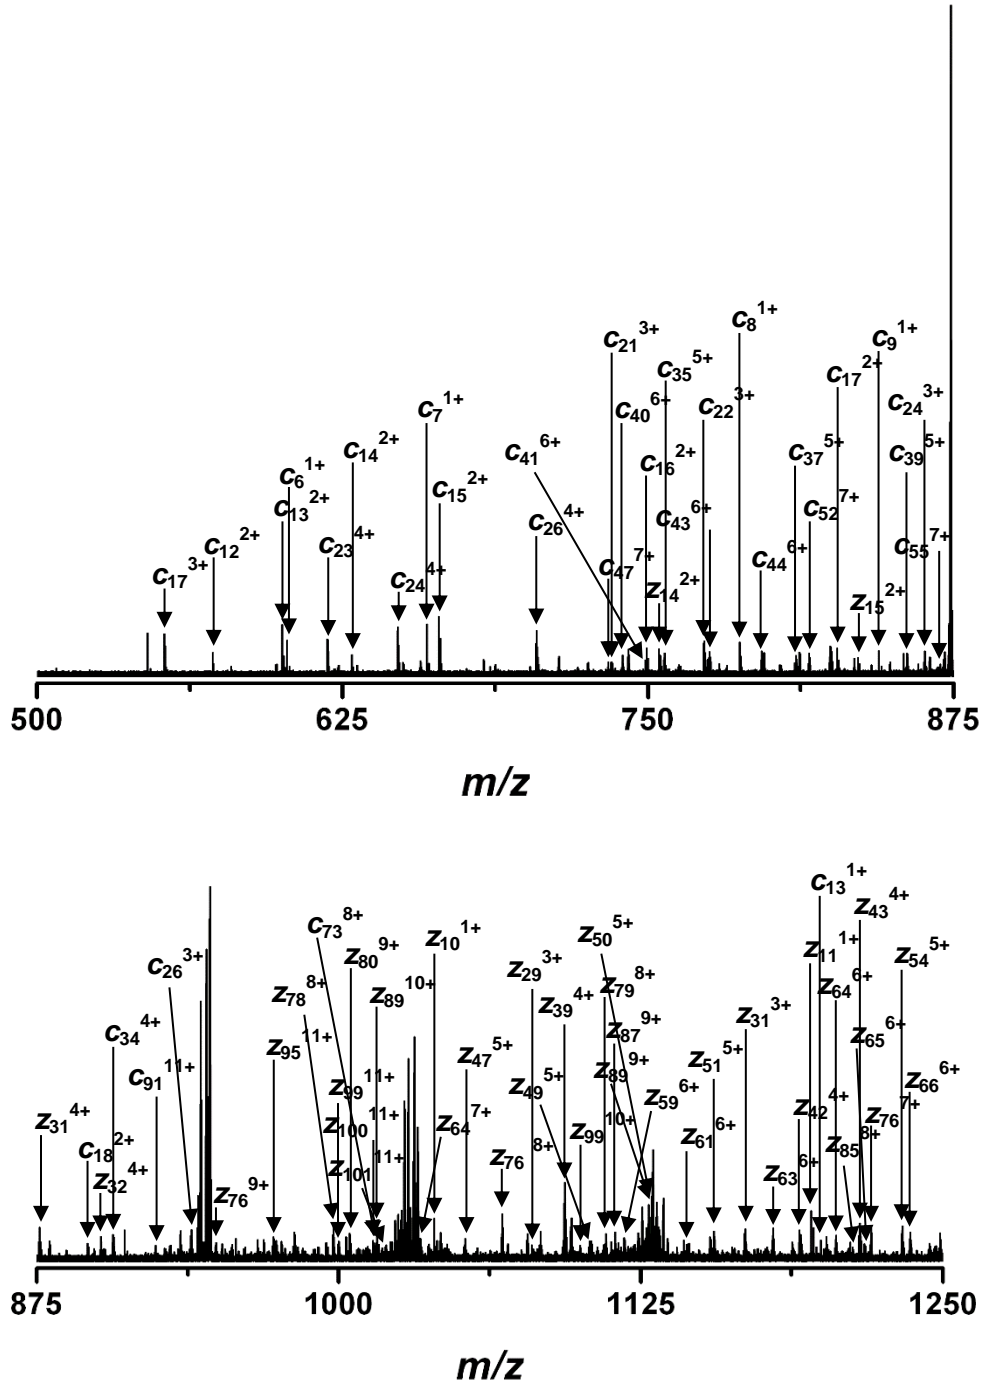 c8 1+
c21 3+
c9 1+
c35 5+
c17 2+
c7 1+
c40 6+
c22 3+
c24 3+
c14 2+
c41 6+
c16 2+
c37 5+
c39 5+
c6 1+
c15 2+
c13 2+
c26 4+
c43 6+
c52 7+
c12 2+
c23 4+
c55 7+
c17 3+
c24 4+
c47 7+
c44 6+
z14 2+
z15 2+
500 625 750 875
m/z
c13 1+
z43 4+
c73 8+
z10 1+
z50 5+
z11 1+
z80 9+
z54 5+
c26 3+
z29 3+
z78 8+
z89 10+
z79 8+
z64 6+
z39 4+
z31 3+
c34 4+
z87 9+
z65 6+
z95 11+
z47 5+
z51 5+
c91 11+
z89 9+
z66 6+
z99 11+
z49 5+
z59 6+
z42 4+
z31 4+
z100 11+
z64 7+
z99 10+
z61 6+
z76 7+
c18 2+
z76 8+
z85 8+
z32 4+
z101 11+
z63 6+
z76 9+
875 1000 1125 1250
m/z